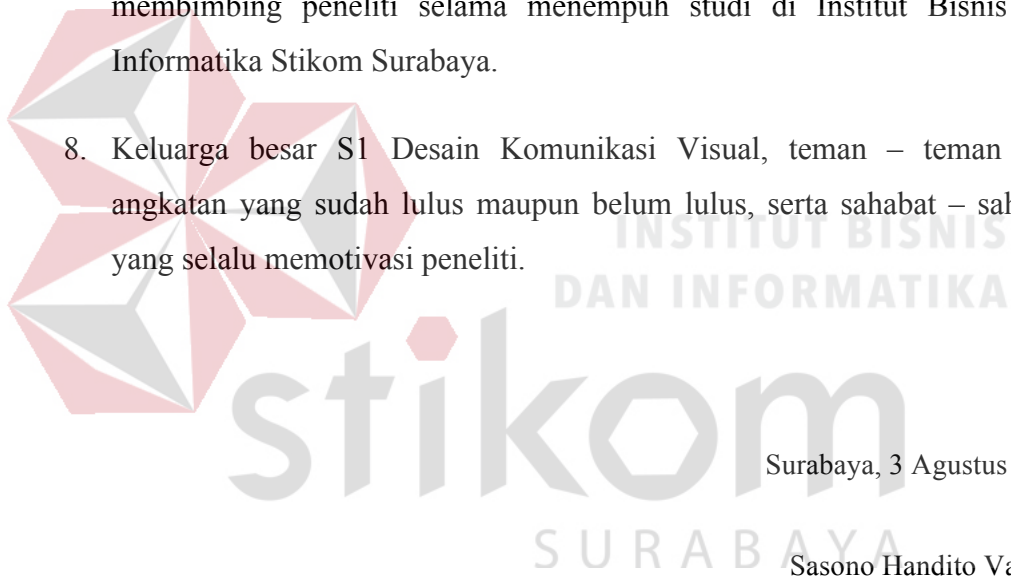 membimbing peneliti selama menempuh studi di Institut Bisnis
Informatika Stikom Surabaya.
8. Keluarga besar S1 Desain Komunikasi Visual, teman – teman
angkatan yang sudah lulus maupun belum lulus, serta sahabat –
yang selalu memotivasi peneliti.
INSTITUT BISNIS
DAN INFORMATIKA
stikom
SURABAYA
Surabaya, 3 Agustus
Sasono Handito